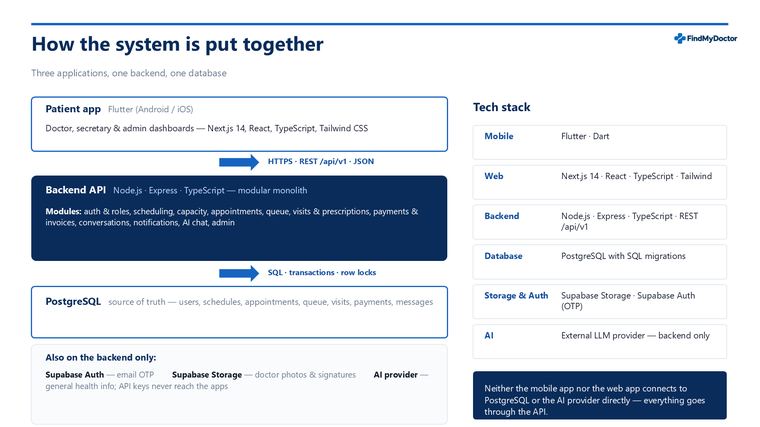 How the system is put together
FindMyDoctor
Three applications, one backend, one database
Patient app Flutter (Android / iOS)
Doctor, secretary & admin dashboards — Next.js 14, React, TypeScript, Tailwind CSS
HTTPS · REST /api/v1 · JSON
Backend API Node.js · Express · TypeScript — modular monolith
Modules: auth & roles, scheduling, capacity, appointments, queue, visits & prescriptions, payments &
invoices, conversations, notifications, AI chat, admin
SQL · transactions · row locks
PostgreSQL source of truth — users, schedules, appointments, queue, visits, payments, messages
Also on the backend only:
Supabase Auth — email OTP Supabase Storage — doctor photos & signatures AI provider —
general health info; API keys never reach the apps
Tech stack
Mobile Flutter · Dart
Web Next.js 14 · React · TypeScript · Tailwind
Backend Node.js · Express · TypeScript · REST
/api/v1
Database PostgreSQL with SQL migrations
Storage & Auth Supabase Storage · Supabase Auth
(OTP)
AI External LLM provider — backend only
Neither the mobile app nor the web app connects to
PostgreSQL or the AI provider directly — everything goes
through the API.